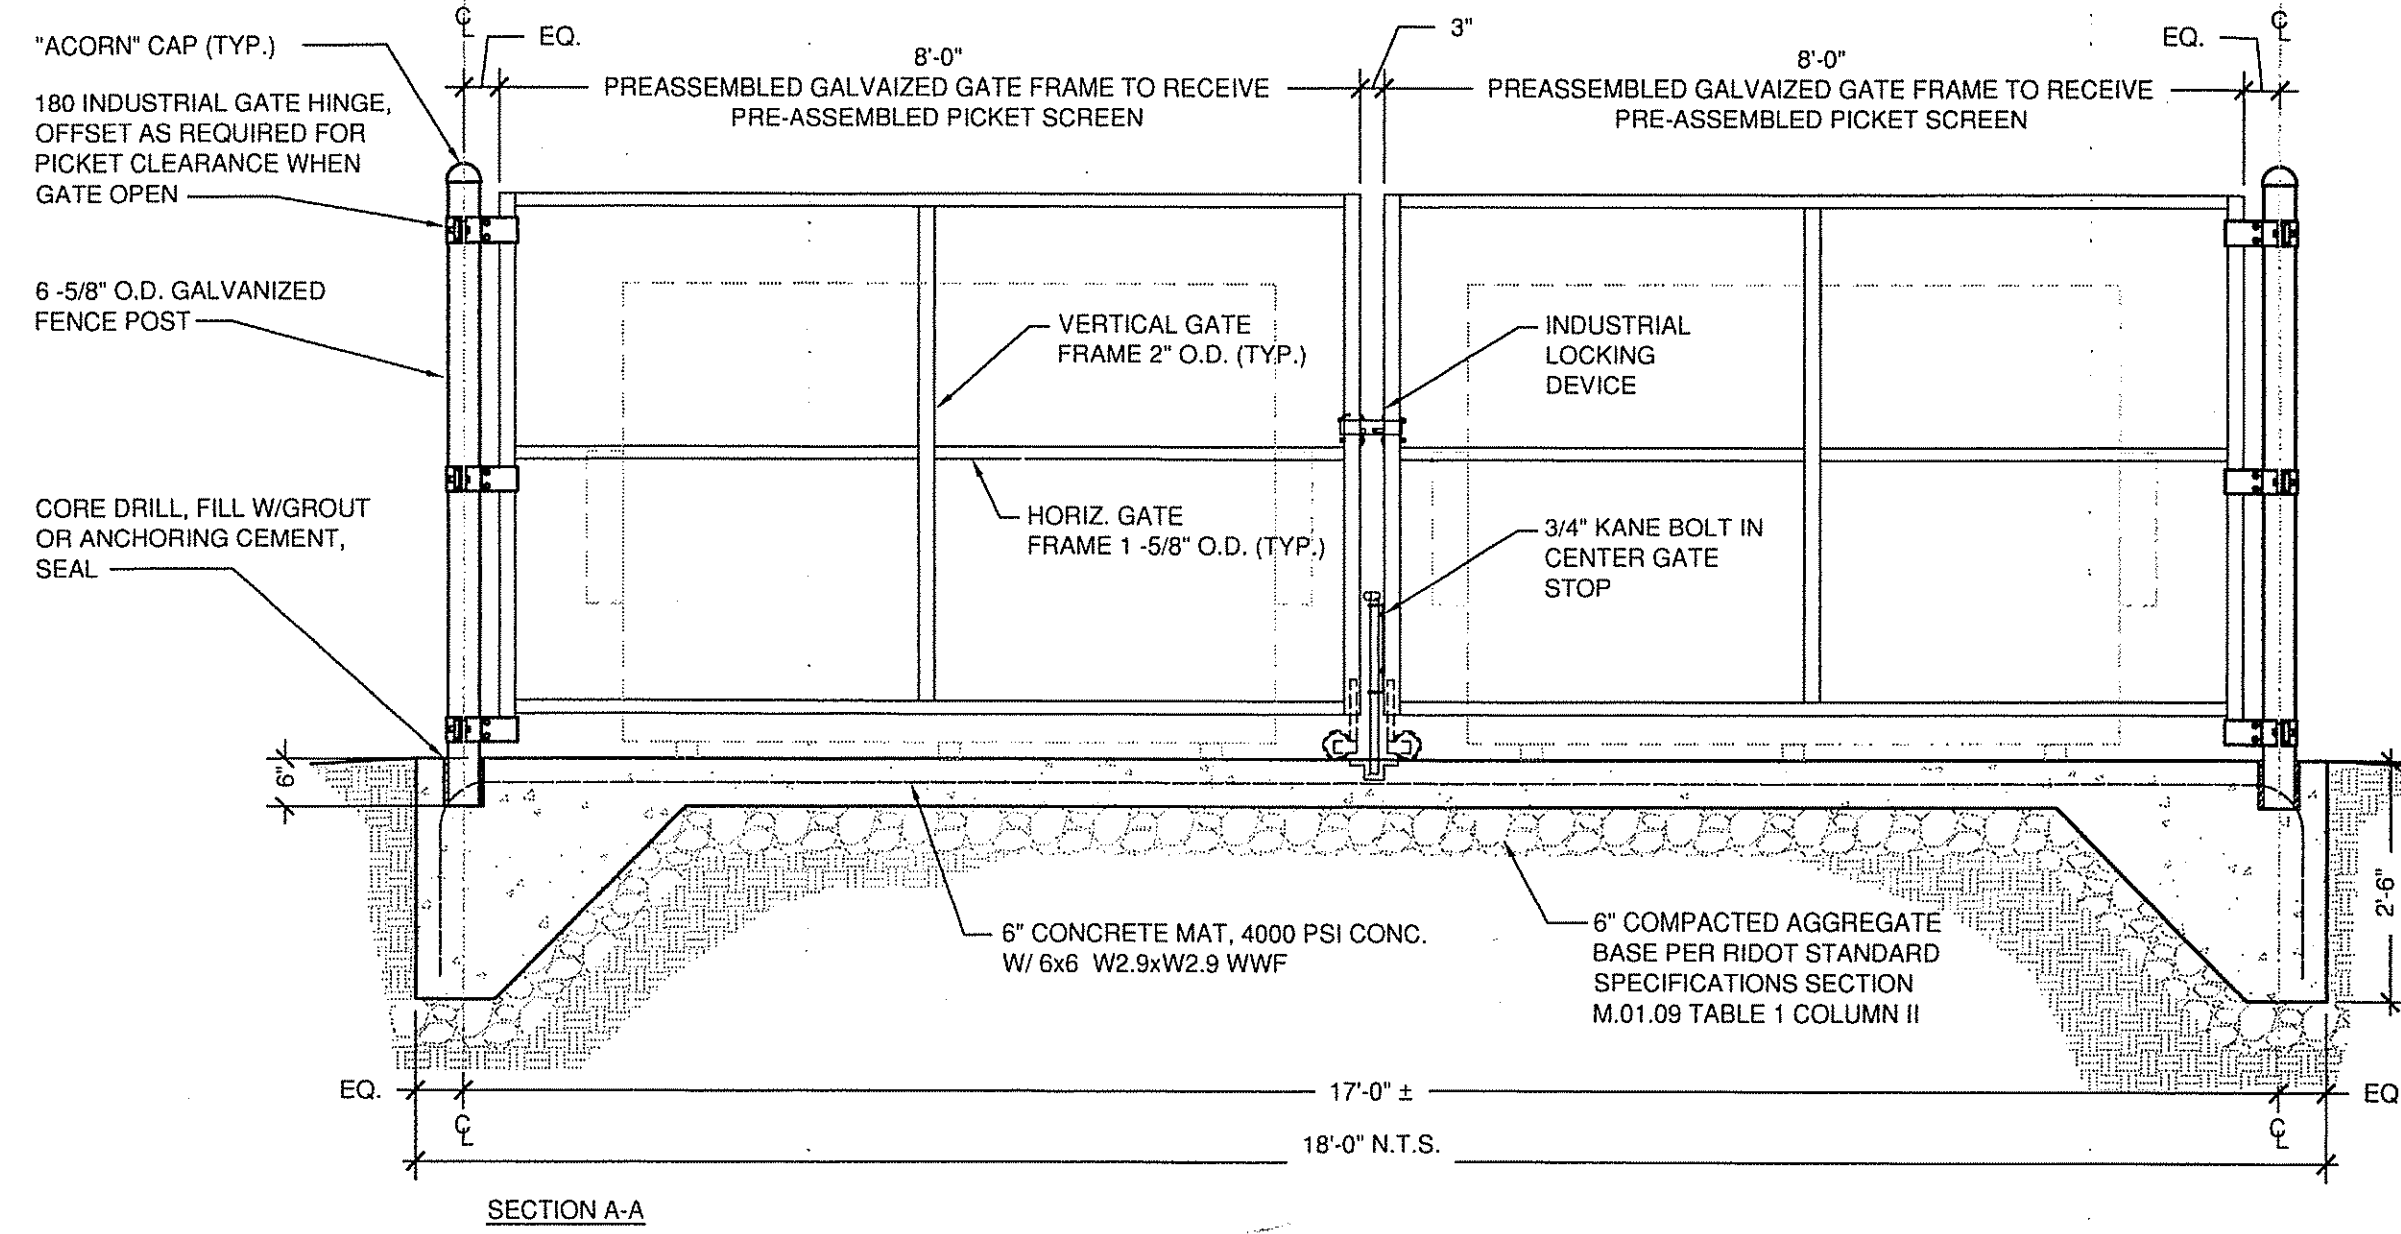 "ACORN" CAP (TYP.)
180 INDUSTRIAL GATE HINGE,
OFFSET AS REQUIRED FOR
PICKET CLEARANCE WHEN
GATE OPEN
6 -5/8" O.D. GALVANIZED
FENCE POST
CORE DRILL, FILL W/GROUT
OR ANCHORING CEMENT,
SEAL
CL
EQ.
8'-0"
PREASSEMBLED GALVAIZED GATE FRAME TO RECEIVE
PRE-ASSEMBLED PICKET SCREEN
3"
8'-0"
PREASSEMBLED GALVAIZED GATE FRAME TO RECEIVE
PRE-ASSEMBLED PICKET SCREEN
EQ.
CL
VERTICAL GATE
FRAME 2" O.D. (TYP.)
HORIZ. GATE
FRAME 1 -5/8" O.D. (TYP.)
INDUSTRIAL
LOCKING
DEVICE
3/4" KANE BOLT IN
CENTER GATE
STOP
6"
6" CONCRETE MAT, 4000 PSI CONC.
W/ 6x6 W2.9xW2.9 WWF
6" COMPACTED AGGREGATE
BASE PER RIDOT STANDARD
SPECIFICATIONS SECTION
M.01.09 TABLE 1 COLUMN II
2'-6"
EQ.
CL
17'-0" ±
CL
EQ
18'-0" N.T.S.
SECTION A-A